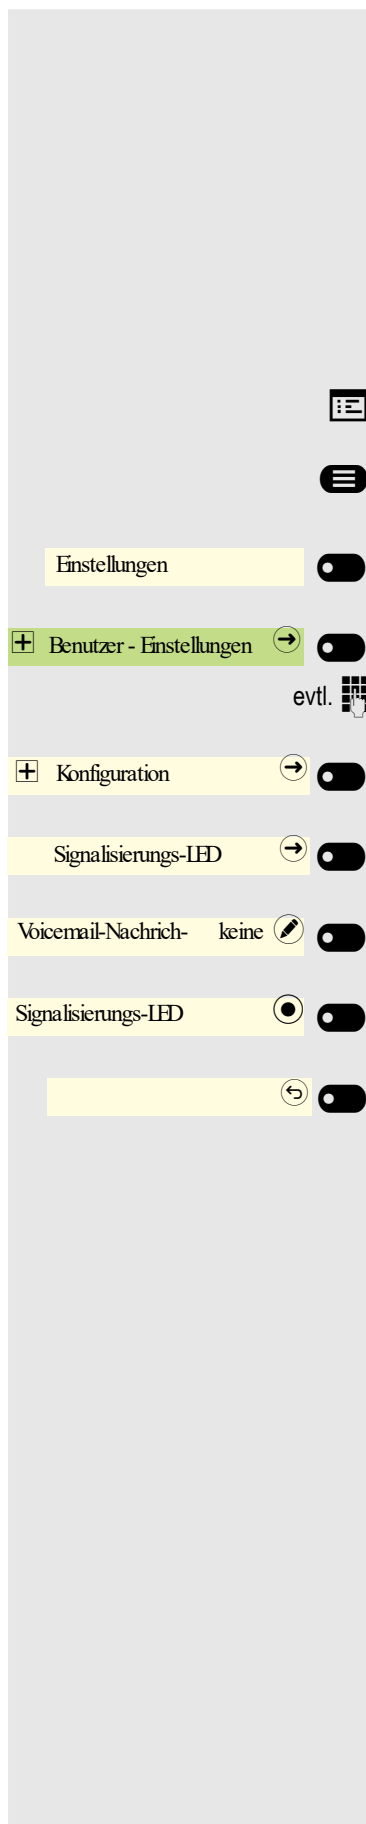 Einstellungen
Benutzer - Einstellungen
evtl.
Konfiguration
Signalisierungs-LED
Voicemail-Nachrich- keine
Signalisierungs-LED